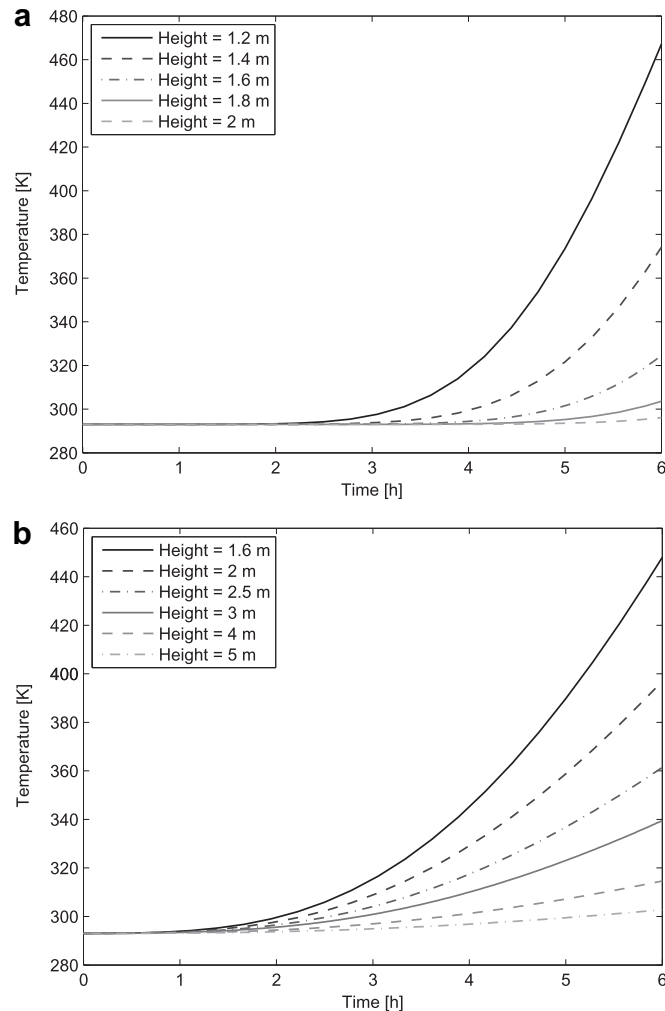 a
480
460
440
420
400
380
360
340
320
300
280
Temperature [K]
Height = 1.2 m
Height = 1.4 m
Height = 1.6 m
Height = 1.8 m
Height = 2 m
0 1 2 3 4 5 6
Time [h]
b
460
440
420
400
380
360
340
320
300
280
Temperature [K]
Height = 1.6 m
Height = 2 m
Height = 2.5 m
Height = 3 m
Height = 4 m
Height = 5 m
0 1 2 3 4 5 6
Time [h]